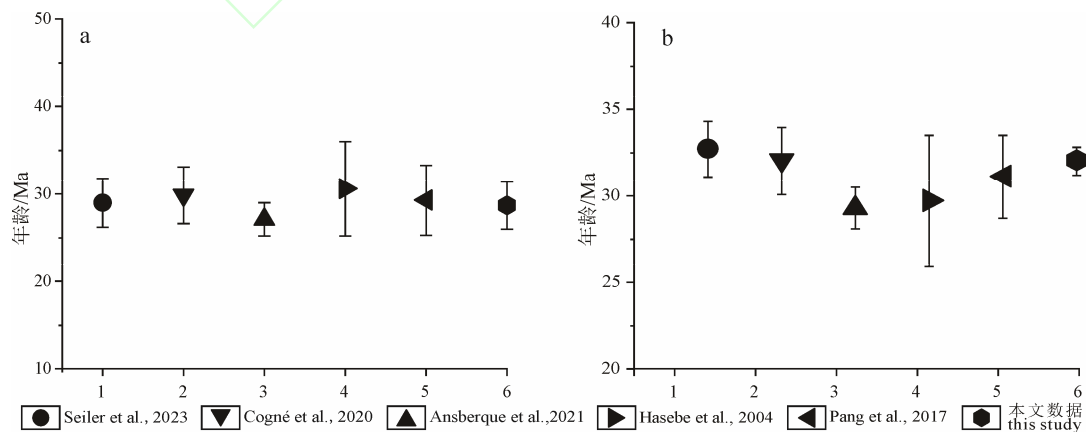 a
50
40
30
20
10
年龄/Ma
1 2 3 4 5 6
b
40
35
30
25
20
年龄/Ma
1 2 3 4 5 6
Seiler et al., 2023 Cogné et al., 2020 Ansberque et al.,2021 Hasebe et al., 2004 Pang et al., 2017 本文数据
this study